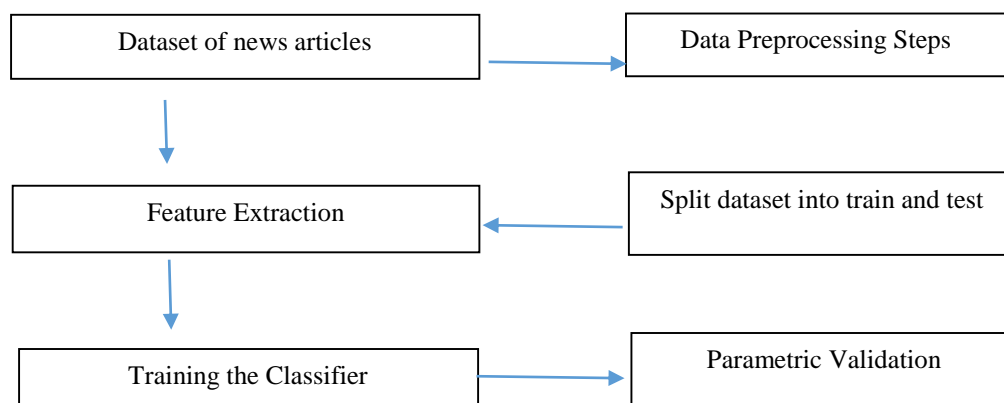 Dataset of news articles
Data Preprocessing Steps
Feature Extraction
Split dataset into train and test
Training the Classifier
Parametric Validation